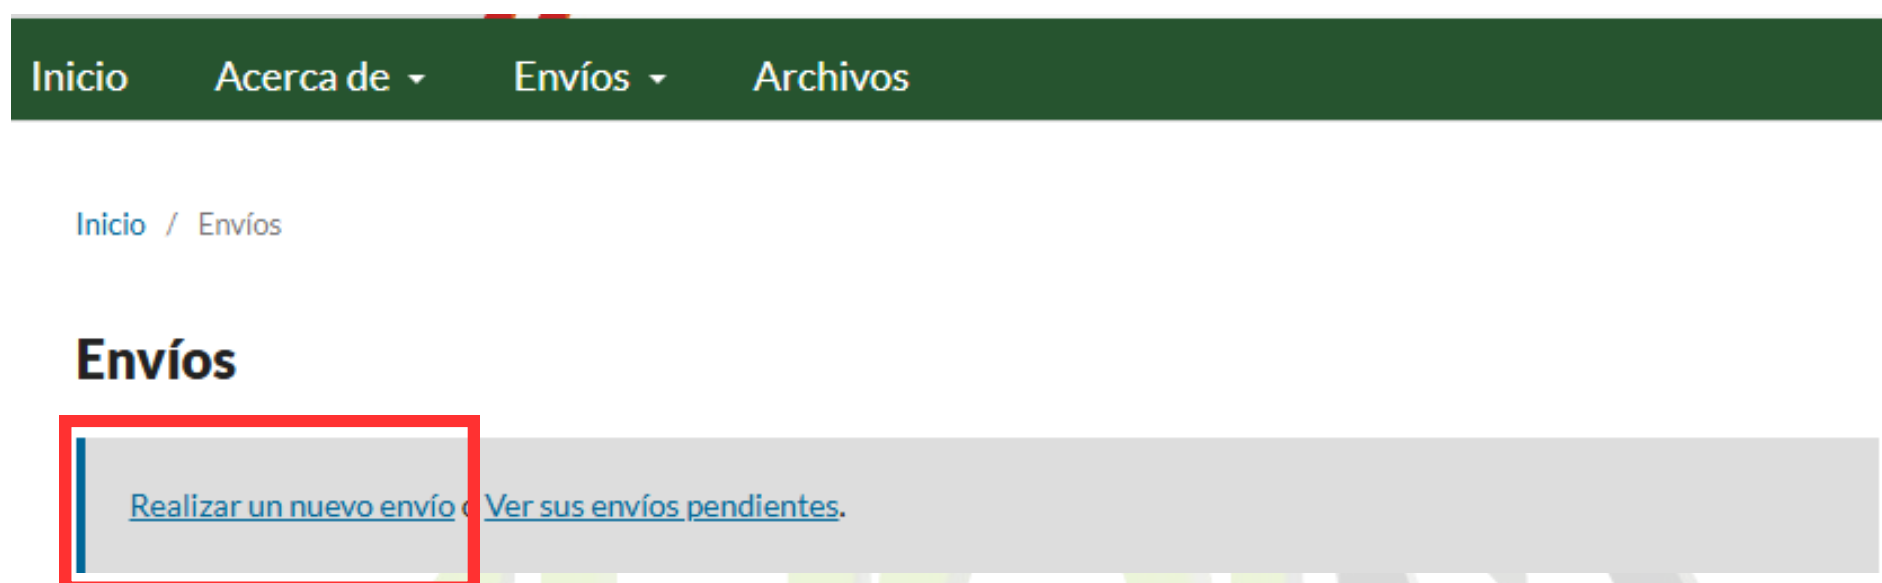 Inicio Acerca de Envíos Archivos
Inicio / Envíos
Envíos
Realizar un nuevo envío o Ver sus envíos pendientes.